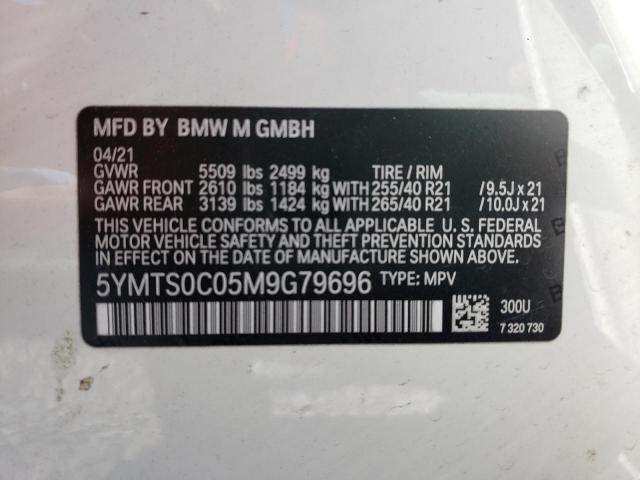 MFD BY BMW M GMBH
04/21
GVWR 5509 lbs 2499 kg TIRE / RIM
GAWR FRONT 2610 lbs 1184 kg WITH 255/40 R21 / 9.5J x 21
GAWR REAR 3139 lbs 1424 kg WITH 265/40 R21 / 10.0J x 21
THIS VEHICLE CONFORMS TO ALL APPLICABLE U. S. FEDERAL
MOTOR VEHICLE SAFETY AND THEFT PREVENTION STANDARDS
IN EFFECT ON THE DATE OF MANUFACTURE SHOWN ABOVE.
5YMTS0C05M9G79696 TYPE: MPV
300U
7 320 730